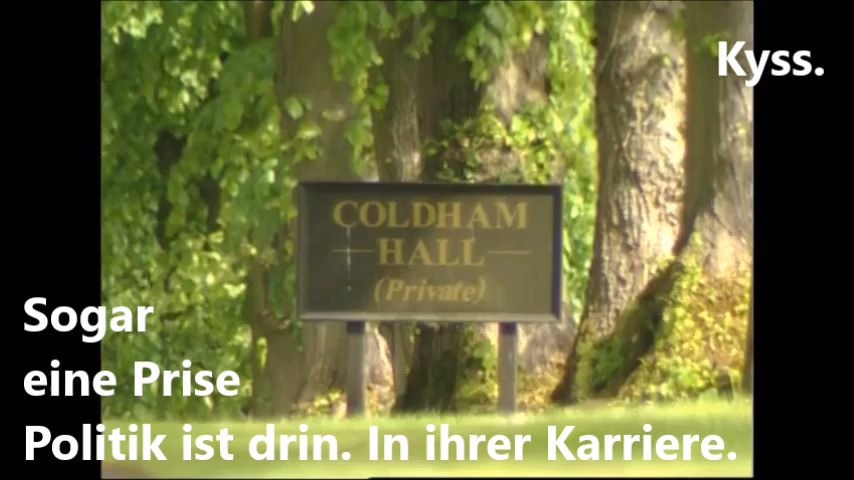 Kyss.
COLDHAM
HALL
(Private)
Sogar
eine Prise
Politik ist drin. In ihrer Karriere.